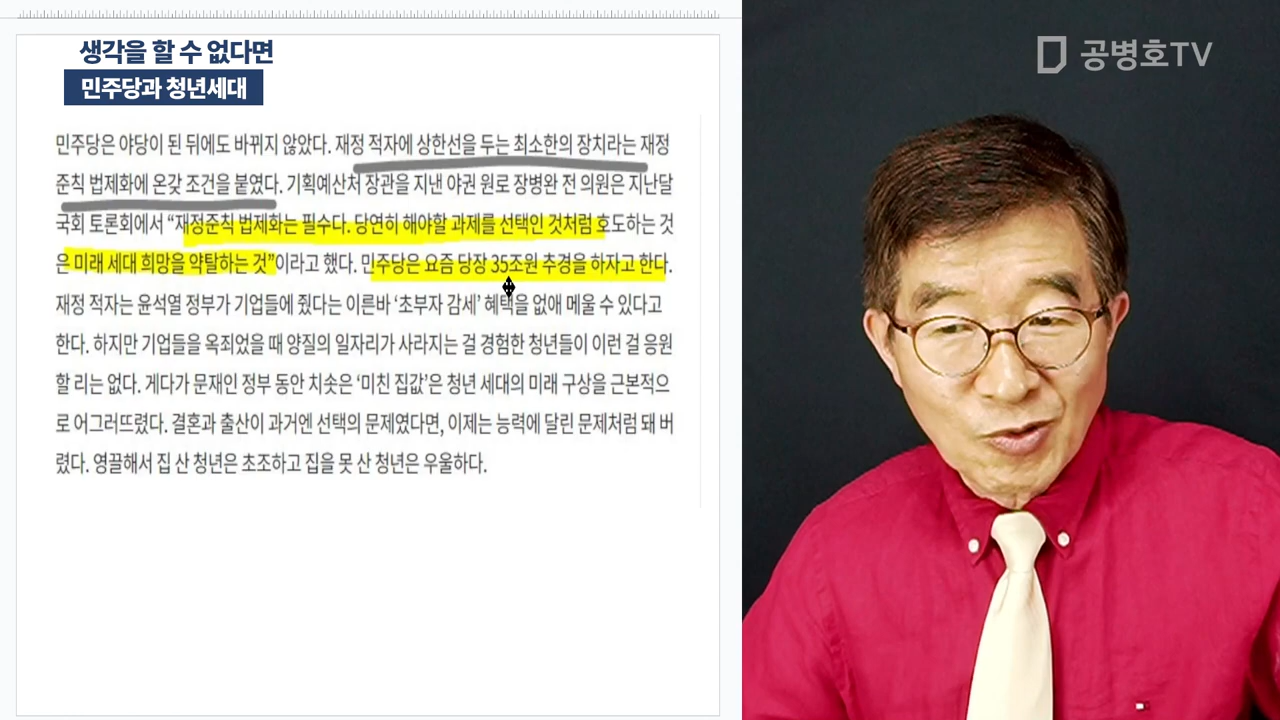 생각을 할 수 없다면
민주당과 청년세대
공병호TV
민주당은 야당이 된 뒤에도 바뀌지 않았다. 재정 적자에 상한선을 두는 최소한의 장치라는 재정
준칙 법제화에 온갖 조건을 붙였다. 기획예산처 장관을 지낸 야권 원로 장병완 전 의원은 지난달
국회 토론회에서 “재정준칙 법제화는 필수다. 당연히 해야할 과제를 선택인 것처럼 호도하는 것
은 미래 세대 희망을 약탈하는 것”이라고 했다. 민주당은 요즘 당장 35조원 추경을 하자고 한다.
재정 적자는 윤석열 정부가 기업들에 줬다는 이른바 ‘초부자 감세’ 혜택을 없애 메울 수 있다고
한다. 하지만 기업들을 옥죄었을 때 양질의 일자리가 사라지는 걸 경험한 청년들이 이런 걸 응원
할 리는 없다. 게다가 문재인 정부 동안 치솟은 ‘미친 집값’은 청년 세대의 미래 구상을 근본적으
로 어그러뜨렸다. 결혼과 출산이 과거엔 선택의 문제였다면, 이제는 능력에 달린 문제처럼 돼 버
렸다. 영끌해서 집 산 청년은 초조하고 집을 못 산 청년은 우울하다.